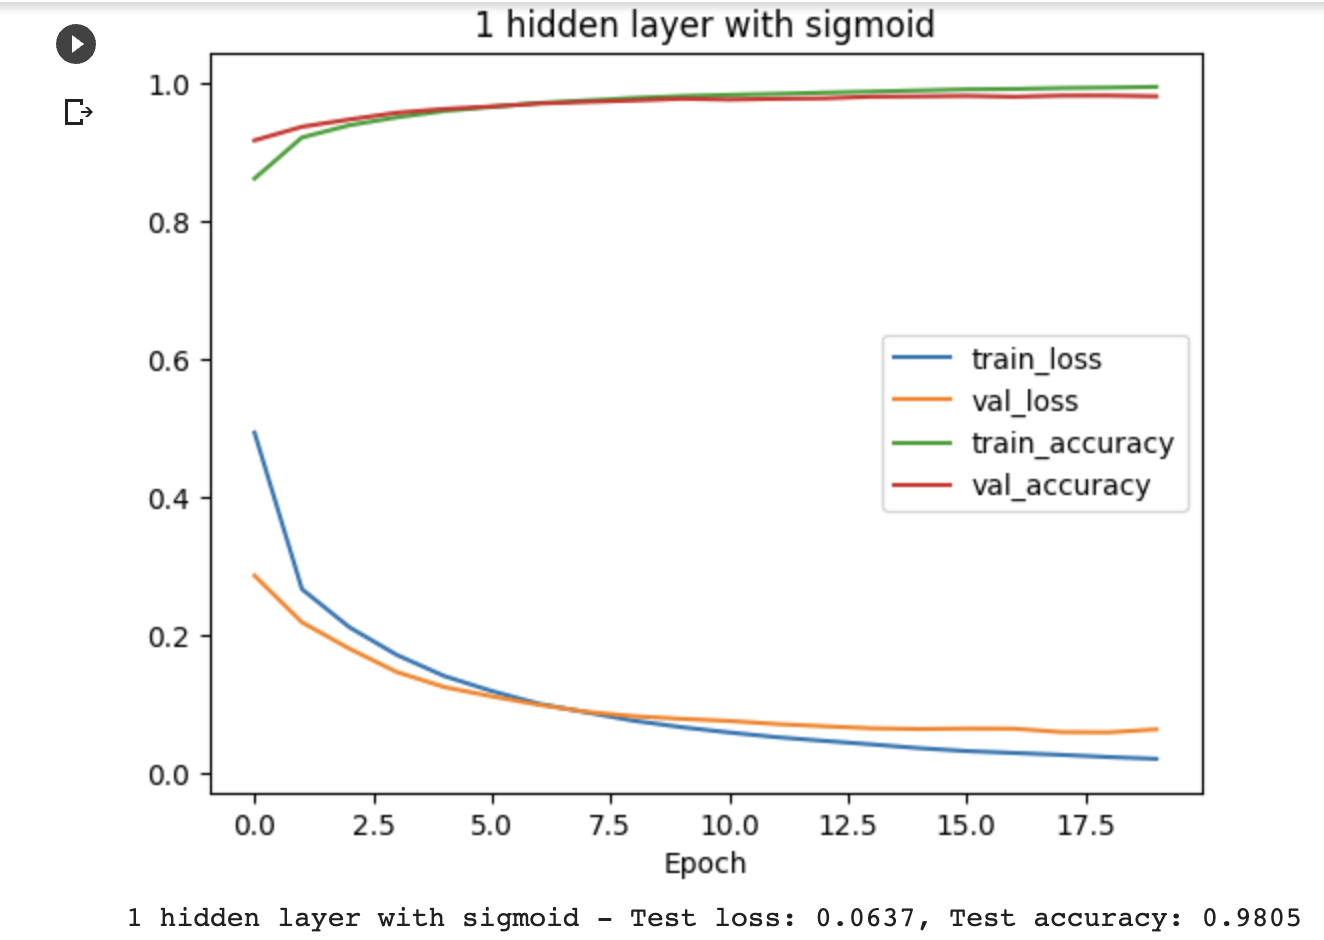 1 hidden layer with sigmoid
1.0
0.8
0.6
0.4
0.2
0.0
train_loss
val_loss
train_accuracy
val_accuracy
0.0 2.5 5.0 7.5 10.0 12.5 15.0 17.5
Epoch
1 hidden layer with sigmoid - Test loss: 0.0637, Test accuracy: 0.9805